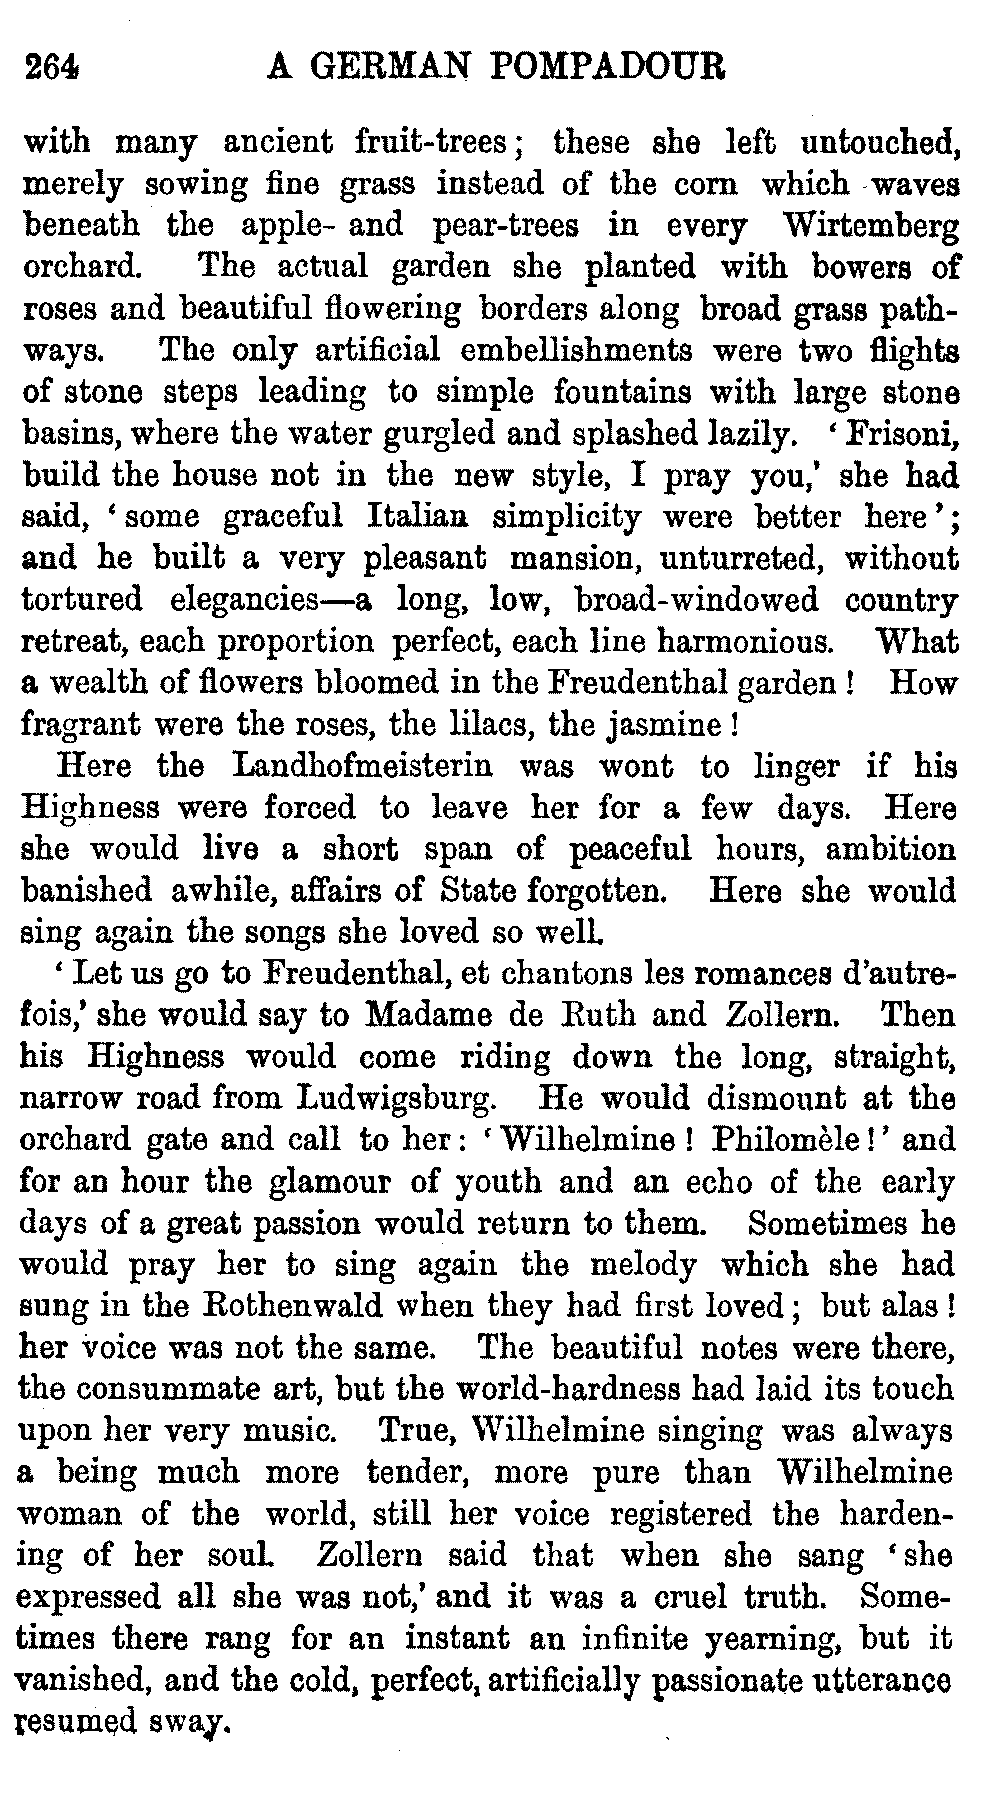 264 A GERMAN POMPADOUR
with many ancient fruit-trees; these she left untouched,
merely sowing fine grass instead of the corn which waves
beneath the apple- and pear-trees in every Wirtemberg
orchard. The actual garden she planted with bowers of
roses and beautiful flowering borders along broad grass path-
ways. The only artificial embellishments were two flights
of stone steps leading to simple fountains with large stone
basins, where the water gurgled and splashed lazily. ‘Frisoni,
build the house not in the new style, I pray you,’ she had
said, ‘some graceful Italian simplicity were better here’;
and he built a very pleasant mansion, unturreted, without
tortured elegancies—a long, low, broad-windowed country
retreat, each proportion perfect, each line harmonious. What
a wealth of flowers bloomed in the Freudenthal garden! How
fragrant were the roses, the lilacs, the jasmine!
Here the Landhofmeisterin was wont to linger if his
Highness were forced to leave her for a few days. Here
she would live a short span of peaceful hours, ambition
banished awhile, affairs of State forgotten. Here she would
sing again the songs she loved so well.
‘Let us go to Freudenthal, et chantons les romances d’autre-
fois,’ she would say to Madame de Ruth and Zollern. Then
his Highness would come riding down the long, straight,
narrow road from Ludwigsburg. He would dismount at the
orchard gate and call to her: ‘Wilhelmine! Philomèle!’ and
for an hour the glamour of youth and an echo of the early
days of a great passion would return to them. Sometimes he
would pray her to sing again the melody which she had
sung in the Rothenwald when they had first loved; but alas!
her voice was not the same. The beautiful notes were there,
the consummate art, but the world-hardness had laid its touch
upon her very music. True, Wilhelmine singing was always
a being much more tender, more pure than Wilhelmine
woman of the world, still her voice registered the harden-
ing of her soul. Zollern said that when she sang ‘she
expressed all she was not,’ and it was a cruel truth. Some-
times there rang for an instant an infinite yearning, but it
vanished, and the cold, perfect, artificially passionate utterance
resumed sway.